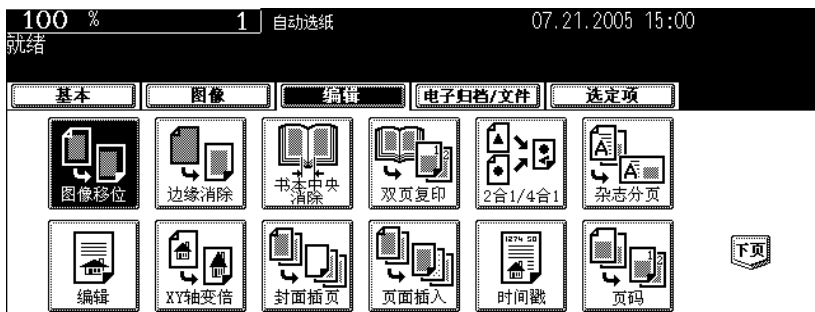 100 % 1 自动选纸 07.21.2005 15:00
就绪
基本 图像 编辑 电子归档/文件 选定项
图像移位 边缘消除 书本中央消除 双页复印 2合1/4合1 杂志分页
下页
编辑 XY轴变倍 封面插页 页面插入 时间戳 页码